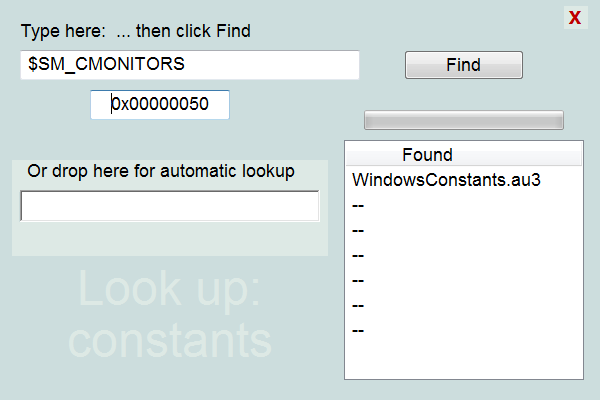 X
Type here:  ... then click Find
$SM_CMONITORS
Find
0x00000050
Found
Or drop here for automatic lookup
WindowsConstants.au3
--
--
--
--
--
--
Look up:
constants